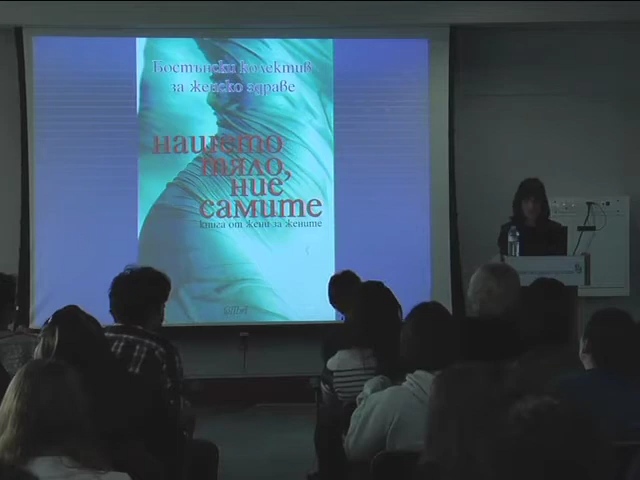 Бостънски колектив
за женско здраве
нашето
тяло,
ние
самите
книга от жени за жените